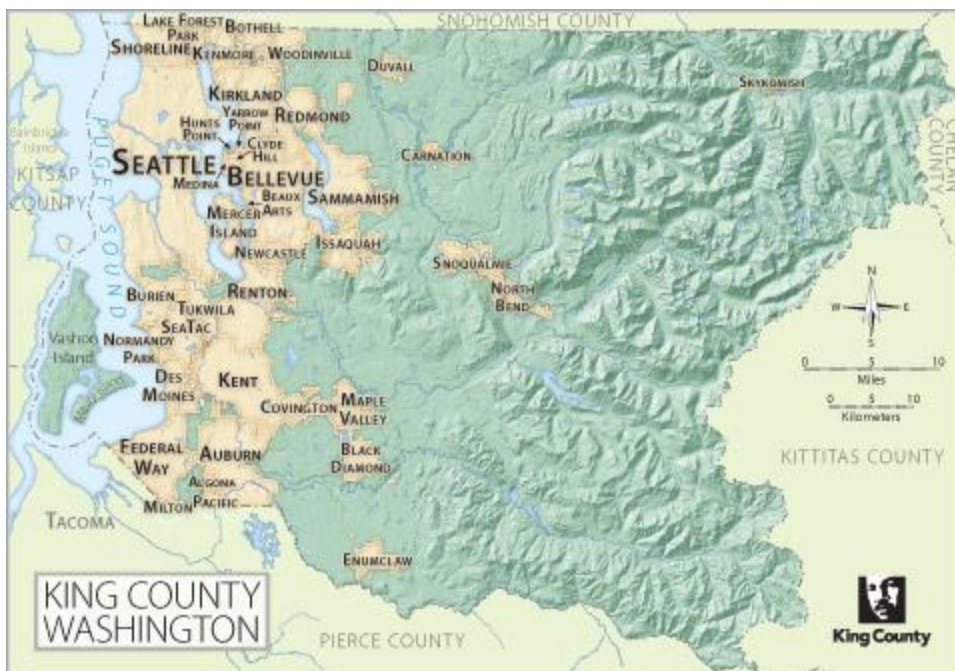 SNOHOMISH COUNTY
LAKE FOREST
PARK
BOTHELL
SHORELINE
KENMORE
WOODINVILLE
DUVALL
SKYKOMISH
KIRKLAND
YARROW
POINT
REDMOND
HUNTS
POINT
CLYDE
HILL
Bainbridge
Island
KITSAP
COUNTY
PUGET SOUND
CHELAN
COUNTY
CARNATION
SEATTLE
MEDINA
BELLEVUE
BEAUX
ARTS
SAMMAMISH
MERCER
ISLAND
NEWCASTLE
ISSAQUAH
SNOQUALMIE
NORTH
BEND
N
W
E
S
BURIEN
RENTON
TUKWILA
SEATAC
NORMANDY
PARK
Vashon
Island
DES
MOINES
KENT
COVINGTON
MAPLE
VALLEY
0 5 10
Miles
0 5 10
Kilometers
FEDERAL
WAY
AUBURN
BLACK
DIAMOND
ALGONA
PACIFIC
MILTON
TACOMA
KITTITAS COUNTY
ENUMCLAW
KING COUNTY
WASHINGTON
PIERCE COUNTY
King County